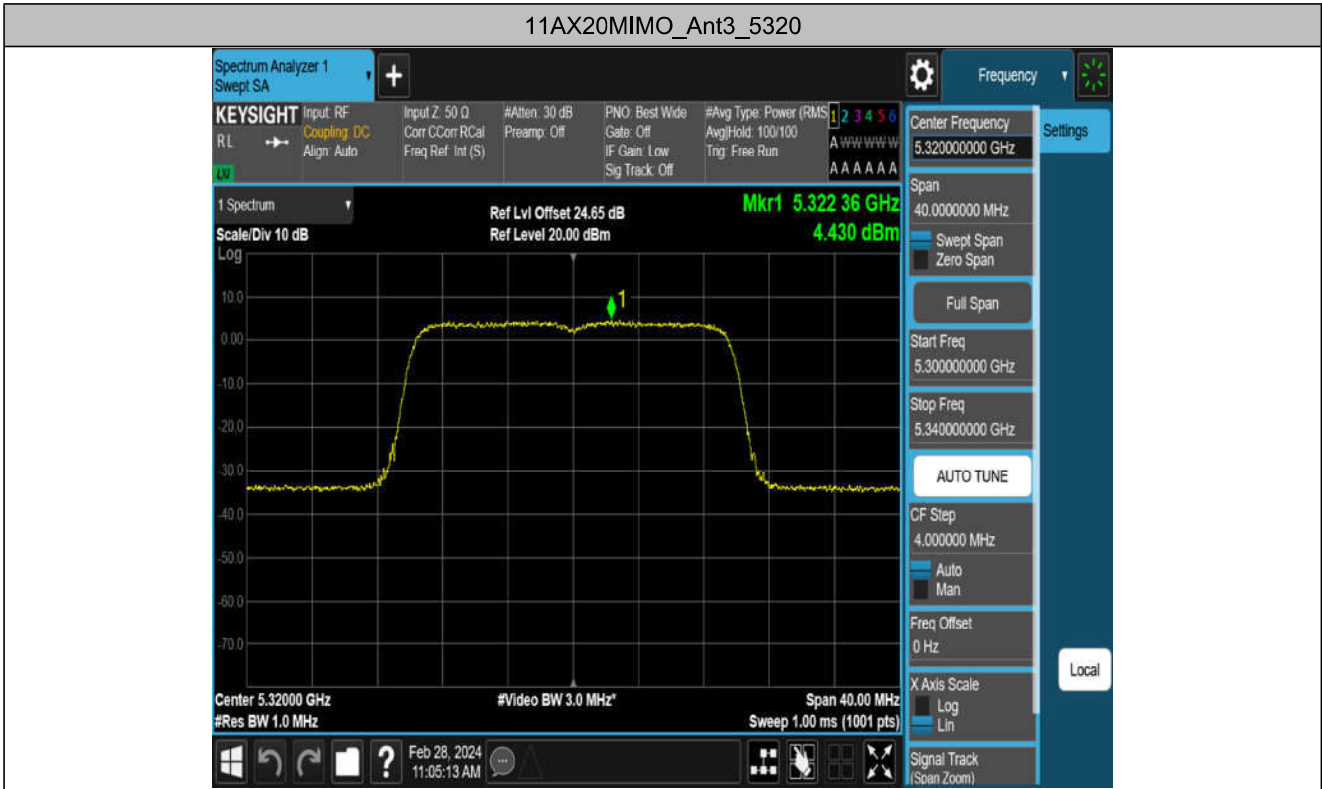 11AX20MIMO_Ant3_5320
Spectrum Analyzer 1
Swept SA
+
Frequency
KEYSIGHT
RL
LXI
Input: RF
Coupling: DC
Align: Auto
Input Z: 50 Ω
Corr CCorr RCal
Freq Ref: Int (S)
#Atten: 30 dB
Preamp: Off
PNO: Best Wide
Gate: Off
IF Gain: Low
Sig Track: Off
#Avg Type: Power (RMS
Avg|Hold: 100/100
Trig: Free Run
1 2 3 4 5 6
A W W W W W
A A A A A A
1 Spectrum
Scale/Div 10 dB
Log
Ref Lvl Offset 24.65 dB
Ref Level 20.00 dBm
Mkr1 5.322 36 GHz
4.430 dBm
1
10.0
0.00
-10.0
-20.0
-30.0
-40.0
-50.0
-60.0
-70.0
Center 5.32000 GHz
#Res BW 1.0 MHz
#Video BW 3.0 MHz*
Span 40.00 MHz
Sweep 1.00 ms (1001 pts)
?
Feb 28, 2024
11:05:13 AM
Center Frequency
5.320000000 GHz
Settings
Span
40.0000000 MHz
Swept Span
Zero Span
Full Span
Start Freq
5.300000000 GHz
Stop Freq
5.340000000 GHz
AUTO TUNE
CF Step
4.000000 MHz
Auto
Man
Freq Offset
0 Hz
X Axis Scale
Log
Lin
Local
Signal Track
(Span Zoom)